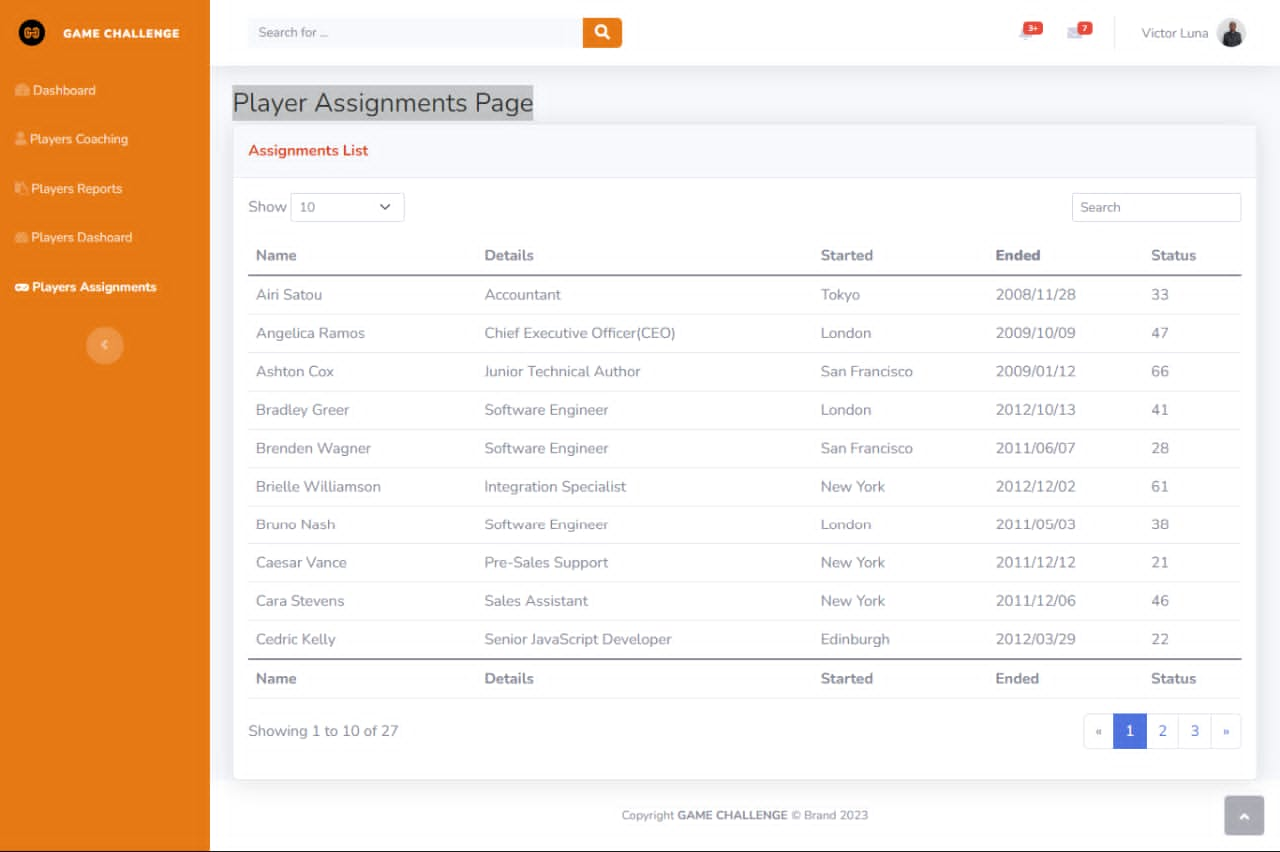 GAME CHALLENGE
Dashboard
Players Coaching
Players Reports
Players Dashoard
Players Assignments
Search for ...
3+
7
Victor Luna
Player Assignments Page
Assignments List
Show 10
Search
Name Details Started Ended Status
Airi Satou Accountant Tokyo 2008/11/28 33
Angelica Ramos Chief Executive Officer(CEO) London 2009/10/09 47
Ashton Cox Junior Technical Author San Francisco 2009/01/12 66
Bradley Greer Software Engineer London 2012/10/13 41
Brenden Wagner Software Engineer San Francisco 2011/06/07 28
Brielle Williamson Integration Specialist New York 2012/12/02 61
Bruno Nash Software Engineer London 2011/05/03 38
Caesar Vance Pre-Sales Support New York 2011/12/12 21
Cara Stevens Sales Assistant New York 2011/12/06 46
Cedric Kelly Senior JavaScript Developer Edinburgh 2012/03/29 22
Name Details Started Ended Status
Showing 1 to 10 of 27
« 1 2 3 »
Copyright GAME CHALLENGE © Brand 2023